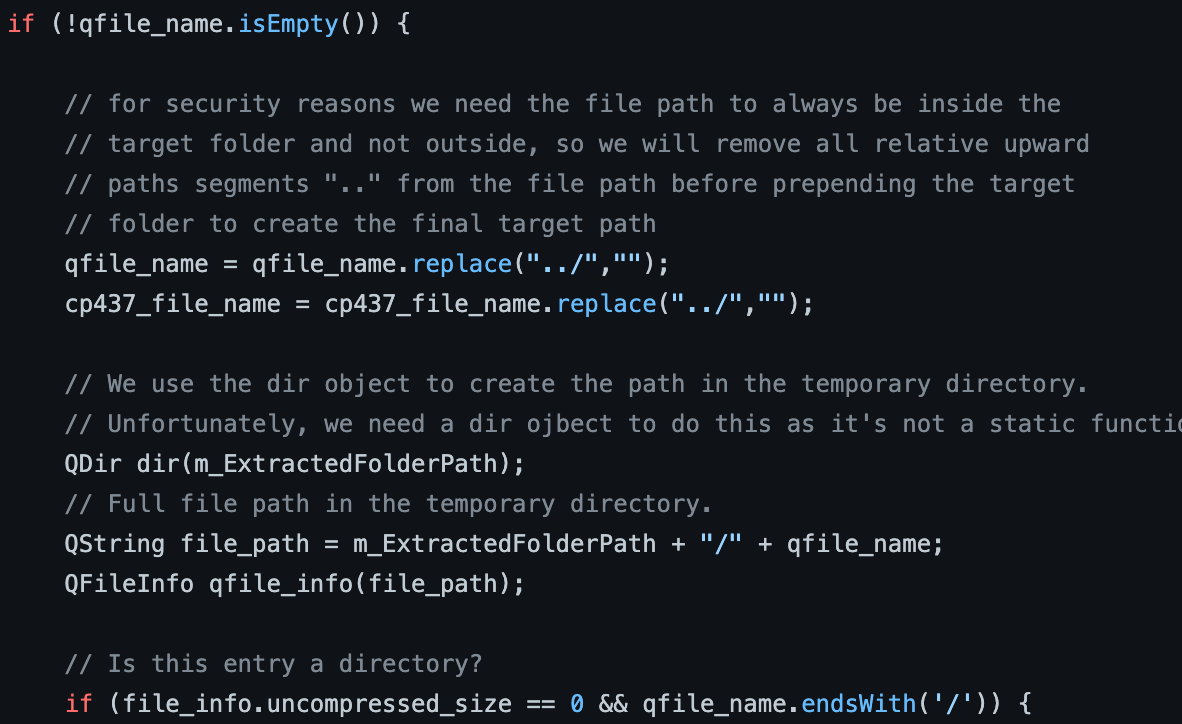 if (!qfile_name.isEmpty()) {
// for security reasons we need the file path to always be inside the
// target folder and not outside, so we will remove all relative upward
// paths segments ".." from the file path before prepending the target
// folder to create the final target path
qfile_name = qfile_name.replace("../","");
cp437_file_name = cp437_file_name.replace("../","");
// We use the dir object to create the path in the temporary directory.
// Unfortunately, we need a dir ojbect to do this as it's not a static functio
QDir dir(m_ExtractedFolderPath);
// Full file path in the temporary directory.
QString file_path = m_ExtractedFolderPath + "/" + qfile_name;
QFileInfo qfile_info(file_path);
// Is this entry a directory?
if (file_info.uncompressed_size == 0 && qfile_name.endsWith('/')) {